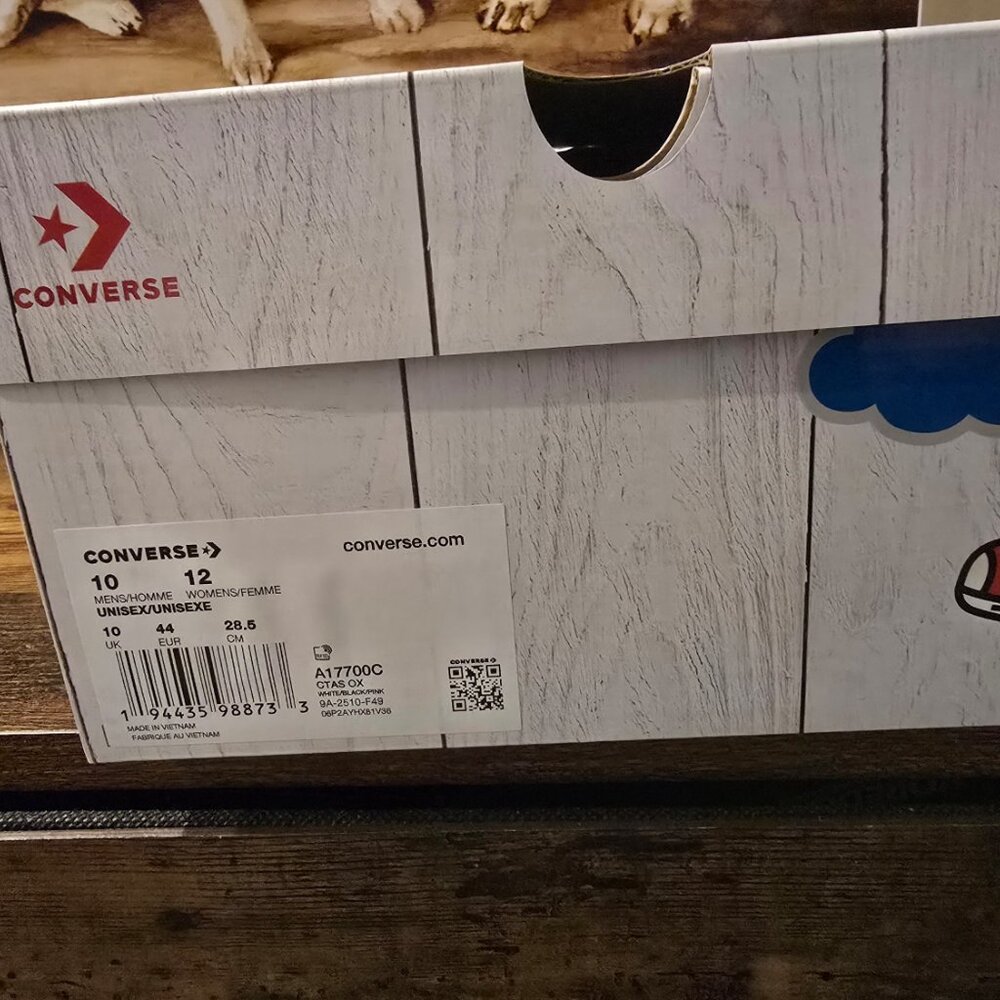 CONVERSE
CONVERSE
converse.com
10 12
MENS/HOMME WOMENS/FEMME
UNISEX/UNISEXE
10 44 28.5
UK EUR CM
A17700C
CTAS OX
WHITE/BLACK/PINK
9A-2510-F49
06P2AYHX81V36
CONVERSE
1 94435 98873 3
MADE IN VIETNAM
FABRIQUE AU VIETNAM